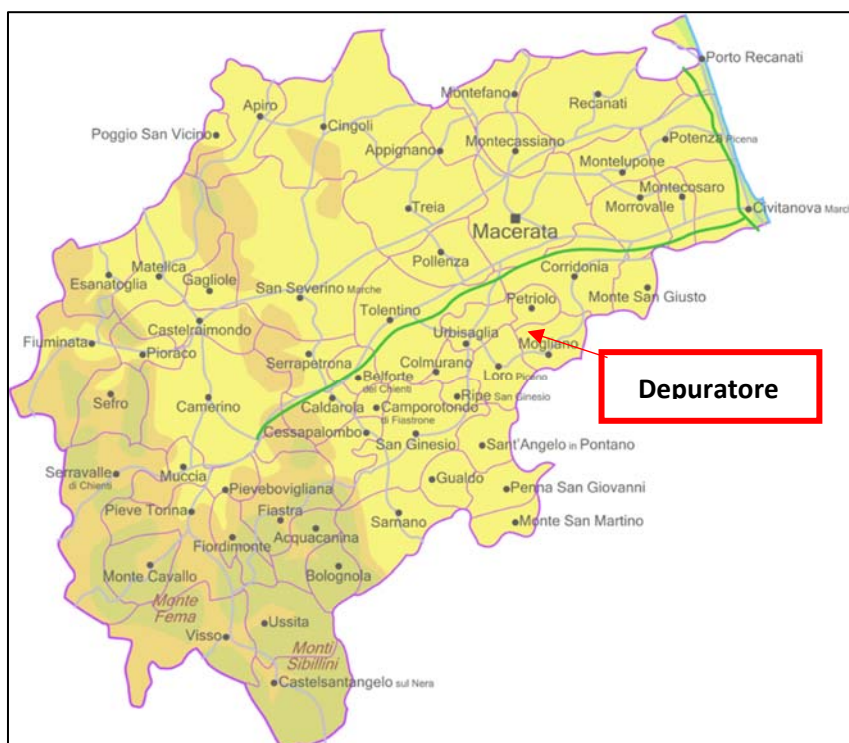 Porto Recanati
Montefano
Recanati
Apiro
Cingoli
Poggio San Vicino
Appignano
Montecassiano
Potenza Picena
Montelupone
Montecosaro
Treia
Morrovalle
Civitanova March
Macerata
Pollenza
Corridonia
Matelica
Esanatoglia
Gagliole
San Severino Marche
Petriolo
Monte San Giusto
Tolentino
Castelraimondo
Urbisaglia
Fiuminata
Pioraco
Serrapetrona
Mogliano
Colmurano
Loro Piceno
Belforte
del Chienti
Depuratore
Sefro
Camerino
Caldarola
Camporotondo
di Fiastrone
Ripe San Ginesio
Cessapalombo
San Ginesio
Sant'Angelo in Pontano
Serravalle
di Chienti
Muccia
Gualdo
Pievebovigliana
Penna San Giovanni
Pieve Torina
Fiastra
Sarnano
Monte San Martino
Fiordimonte
Acquacanina
Monte Cavallo
Bolognola
Monte
Fema
Ussita
Visso
Monti
Sibillini
Castelsantangelo sul Nera